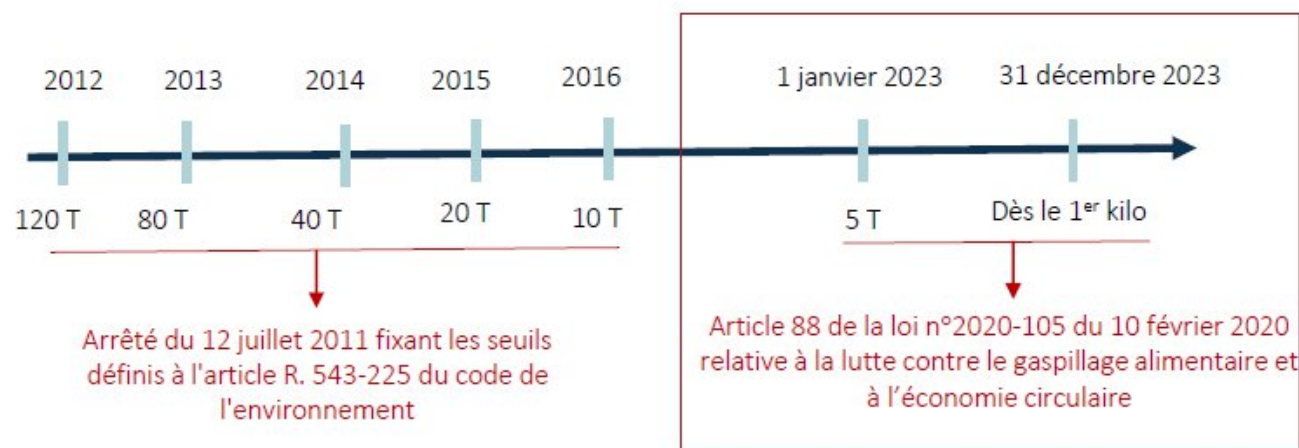 2012 2013 2014 2015 2016 1 janvier 2023 31 décembre 2023
120 T 80 T 40 T 20 T 10 T 5 T Dès le 1er kilo
Arrêté du 12 juillet 2011 fixant les seuils
définis à l'article R. 543-225 du code de
l'environnement
Article 88 de la loi n°2020-105 du 10 février 2020
relative à la lutte contre le gaspillage alimentaire et
à l’économie circulaire